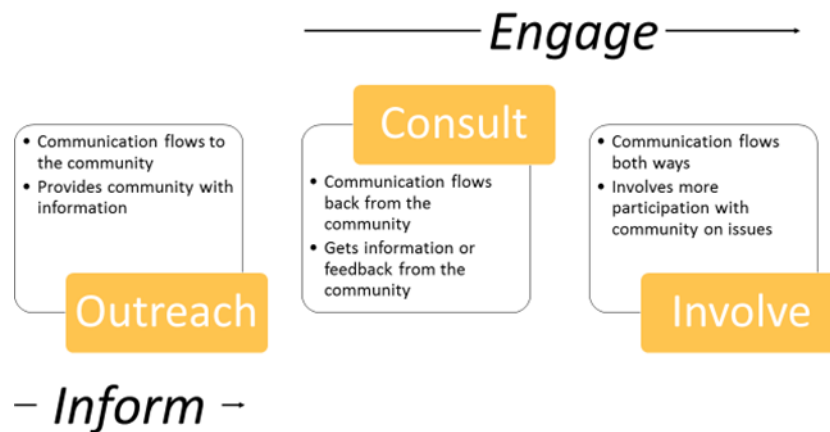 Engage
Consult
• Communication flows to
the community
• Provides community with
information
Outreach
• Communication flows
back from the
community
• Gets information or
feedback from the
community
• Communication flows
both ways
• Involves more
participation with
community on issues
Involve
Inform